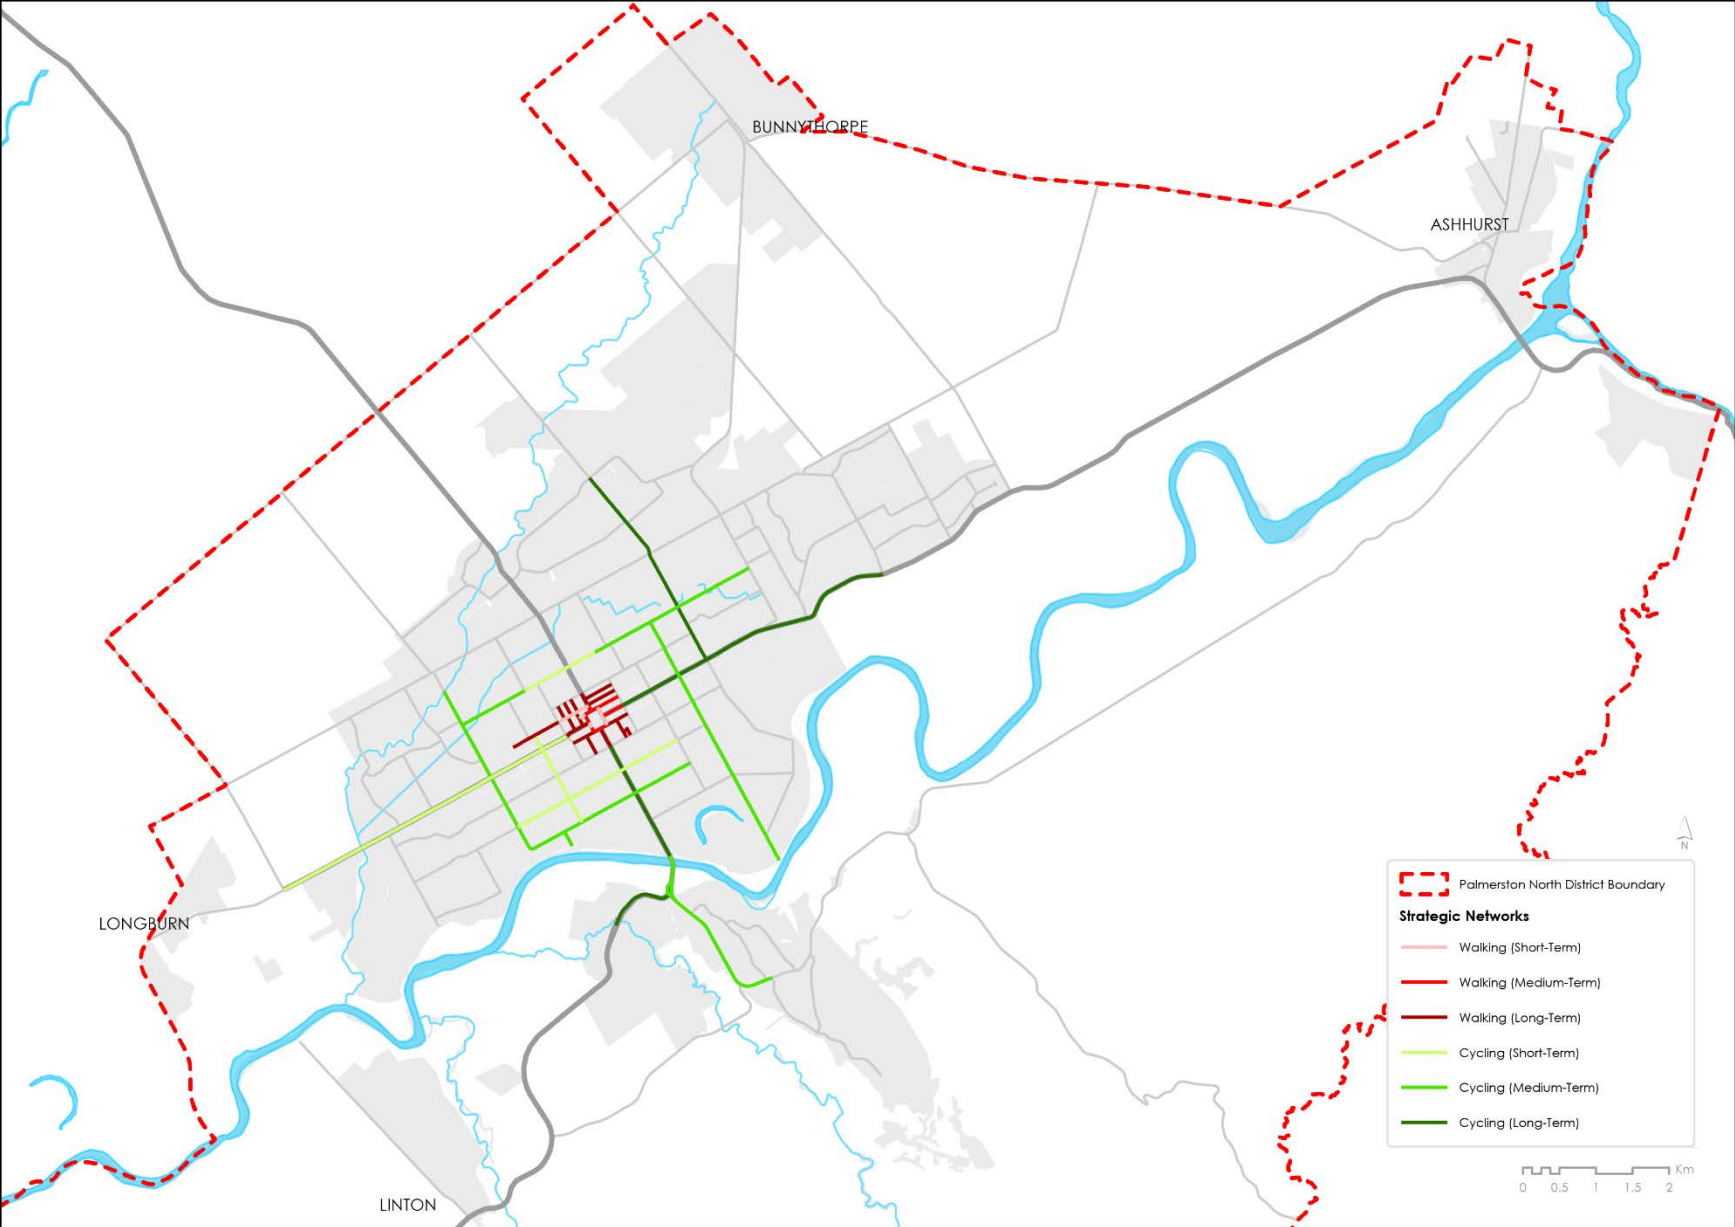 BUNNYTHORPE
ASHHURST
LONGBURN
LINTON
N
Palmerston North District Boundary
Strategic Networks
Walking (Short-Term)
Walking (Medium-Term)
Walking (Long-Term)
Cycling (Short-Term)
Cycling (Medium-Term)
Cycling (Long-Term)
Km
0 0.5 1 1.5 2